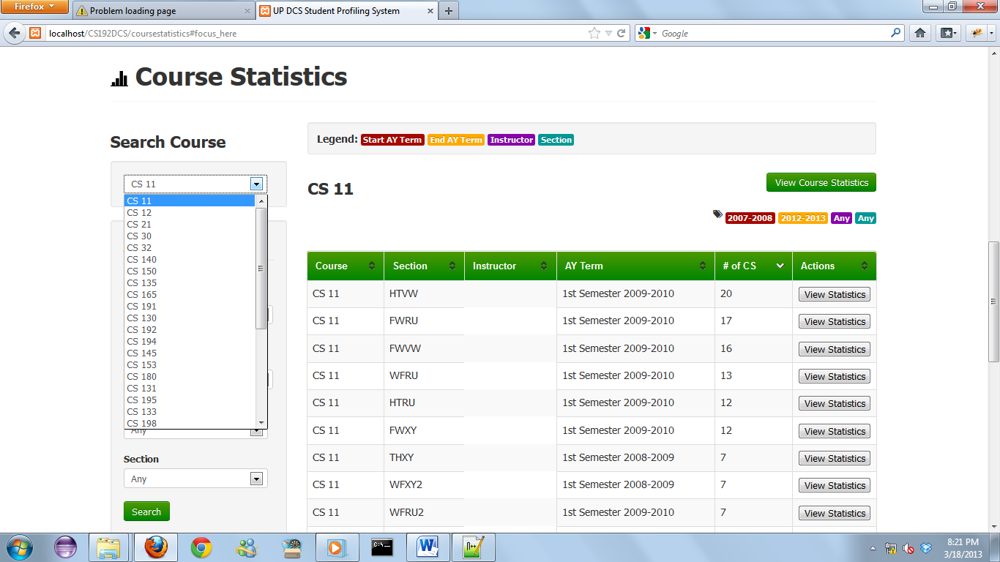 Firefox
Problem loading page
UP DCS Student Profiling System
localhost/CS192DCS/coursestatistics#focus_here
Google
Course Statistics
Search Course
CS 11
CS 11
CS 12
CS 21
CS 30
CS 32
CS 140
CS 150
CS 135
CS 165
CS 191
CS 130
CS 192
CS 194
CS 145
CS 153
CS 180
CS 131
CS 195
CS 133
CS 198
Any
Section
Any
Search
Legend: Start AY Term End AY Term Instructor Section
CS 11
View Course Statistics
2007-2008 2012-2013 Any Any
Course Section Instructor AY Term # of CS Actions
CS 11 HTVW 1st Semester 2009-2010 20 View Statistics
CS 11 FWRU 1st Semester 2009-2010 17 View Statistics
CS 11 FWVW 1st Semester 2009-2010 16 View Statistics
CS 11 WFRU 1st Semester 2009-2010 13 View Statistics
CS 11 HTRU 1st Semester 2009-2010 12 View Statistics
CS 11 FWXY 1st Semester 2009-2010 12 View Statistics
CS 11 THXY 1st Semester 2008-2009 7 View Statistics
CS 11 WFXY2 1st Semester 2008-2009 7 View Statistics
CS 11 WFRU2 1st Semester 2009-2010 7 View Statistics
8:21 PM
3/18/2013